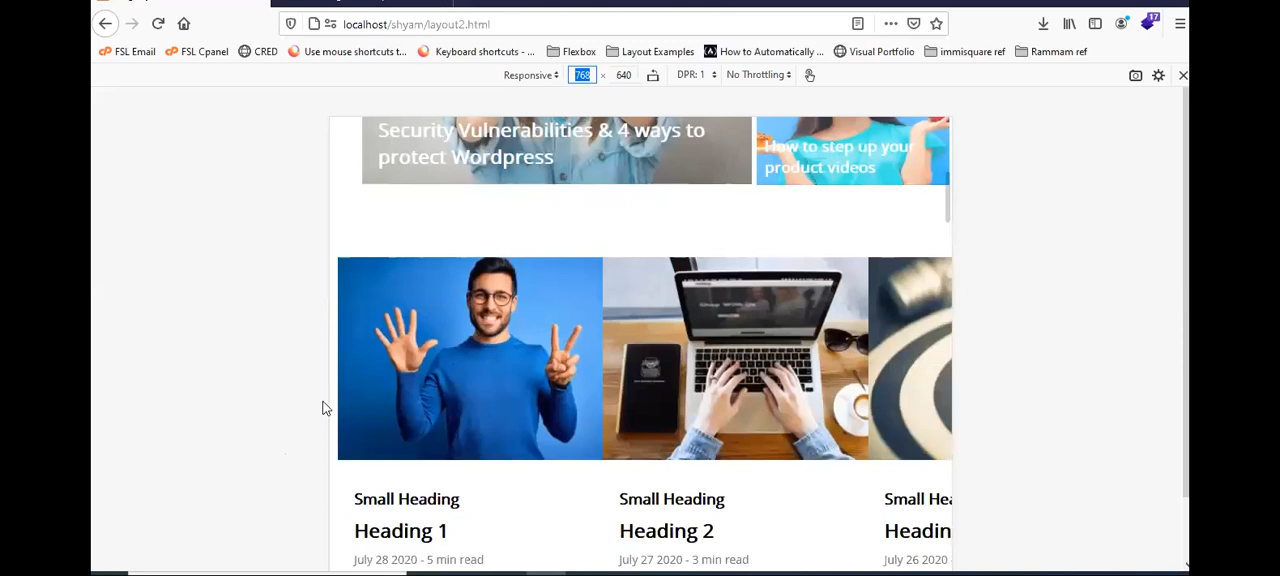 localhost/shyam/layout2.html
17
FSL Email FSL Cpanel CRED Use mouse shortcuts t... Keyboard shortcuts - ... Flexbox Layout Examples How to Automatically ... Visual Portfolio immisquare ref Rammam ref
Responsive 768 × 640 DPR: 1 No Throttling
Security Vulnerabilities & 4 ways to
protect Wordpress
How to step up your
product videos
Small Heading Small Heading Small Hea
Heading 1 Heading 2 Headin
July 28 2020 - 5 min read July 27 2020 - 3 min read July 26 2020